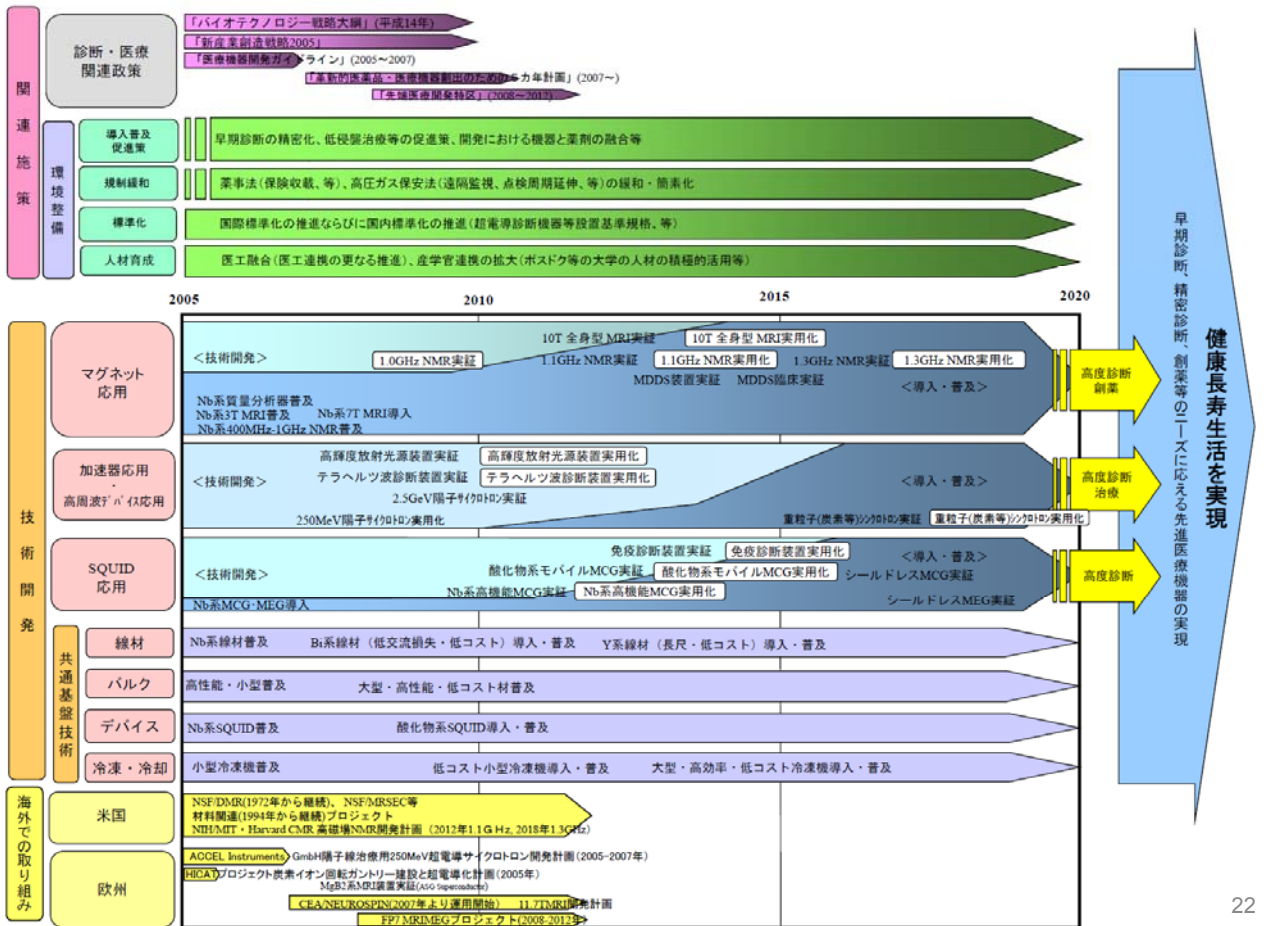 関連施策
診断・医療
関連政策
「バイオテクノロジー戦略大綱」(平成14年)
「新産業創造戦略2005」
「医療機器開発ガイドライン」(2005～2007)
「革新的医薬品・医療機器創出のための5カ年計画」(2007～)
「先端医療開発特区」(2008～2012)
環境整備
導入普及
促進策
早期診断の精密化、低侵襲治療等の促進策、開発における機器と薬剤の融合等
規制緩和
薬事法(保険収載、等)、高圧ガス保安法(遠隔監視、点検周期延伸、等)の緩和・簡素化
標準化
国際標準化の推進ならびに国内標準化の推進(超電導診断機器等設置基準規格、等)
人材育成
医工融合(医工連携の更なる推進)、産学官連携の拡大(ポスドク等の大学の人材の積極的活用等)
2005
2010
2015
2020
技術開発
マグネット
応用
<技術開発>
10T 全身型 MRI実証
10T 全身型 MRI実用化
1.0GHz NMR実証
1.1GHz NMR実証
1.1GHz NMR実用化
1.3GHz NMR実証
1.3GHz NMR実用化
MDDS装置実証
MDDS臨床実証
<導入・普及>
Nb系質量分析器普及
Nb系3T MRI普及
Nb系7T MRI導入
Nb系400MHz-1GHz NMR普及
高度診断
創薬
加速器応用
・
高周波ﾃﾞﾊﾞｲｽ応用
<技術開発>
高輝度放射光源装置実証
高輝度放射光源装置実用化
テラヘルツ波診断装置実証
テラヘルツ波診断装置実用化
<導入・普及>
2.5GeV陽子ｻｲｸﾛﾄﾛﾝ実証
250MeV陽子ｻｲｸﾛﾄﾛﾝ実用化
重粒子(炭素等)ｼﾝｸﾛﾄﾛﾝ実証
重粒子(炭素等)ｼﾝｸﾛﾄﾛﾝ実用化
高度診断
治療
SQUID
応用
<技術開発>
免疫診断装置実証
免疫診断装置実用化
<導入・普及>
酸化物系モバイルMCG実証
酸化物系モバイルMCG実用化
シールドレスMCG実証
Nb系高機能MCG実証
Nb系高機能MCG実用化
シールドレスMEG実証
Nb系MCG･MEG導入
高度診断
共通基盤技術
線材
Nb系線材普及
Bi系線材（低交流損失・低コスト）導入・普及
Y系線材（長尺・低コスト）導入・普及
バルク
高性能・小型普及
大型・高性能・低コスト材普及
デバイス
Nb系SQUID普及
酸化物系SQUID導入・普及
冷凍・冷却
小型冷凍機普及
低コスト小型冷凍機導入・普及
大型・高効率・低コスト冷凍機導入・普及
海外での取り組み
米国
NSF/DMR(1972年から継続)、NSF/MRSEC等
材料関連(1994年から継続)プロジェクト
NIH/MIT・Harvard CMR 高磁場NMR開発計画（2012年1.1ＧＨz, 2018年1.3GHz）
欧州
ACCEL Instruments GmbH陽子線治療用250MeV超電導サイクロトロン開発計画(2005-2007年)
HICATプロジェクト炭素イオン回転ガントリー建設と超電導化計画(2005年)
MgB2系MRI装置実証(ASG Superconductor)
CEA/NEUROSPIN(2007年より運用開始)　11.7TMRI開発計画
FP7 MRIMEGプロジェクト(2008-2012年)
早期診断、精密診断、創薬等のニーズに応える先進医療機器の実現
健康長寿生活を実現
22